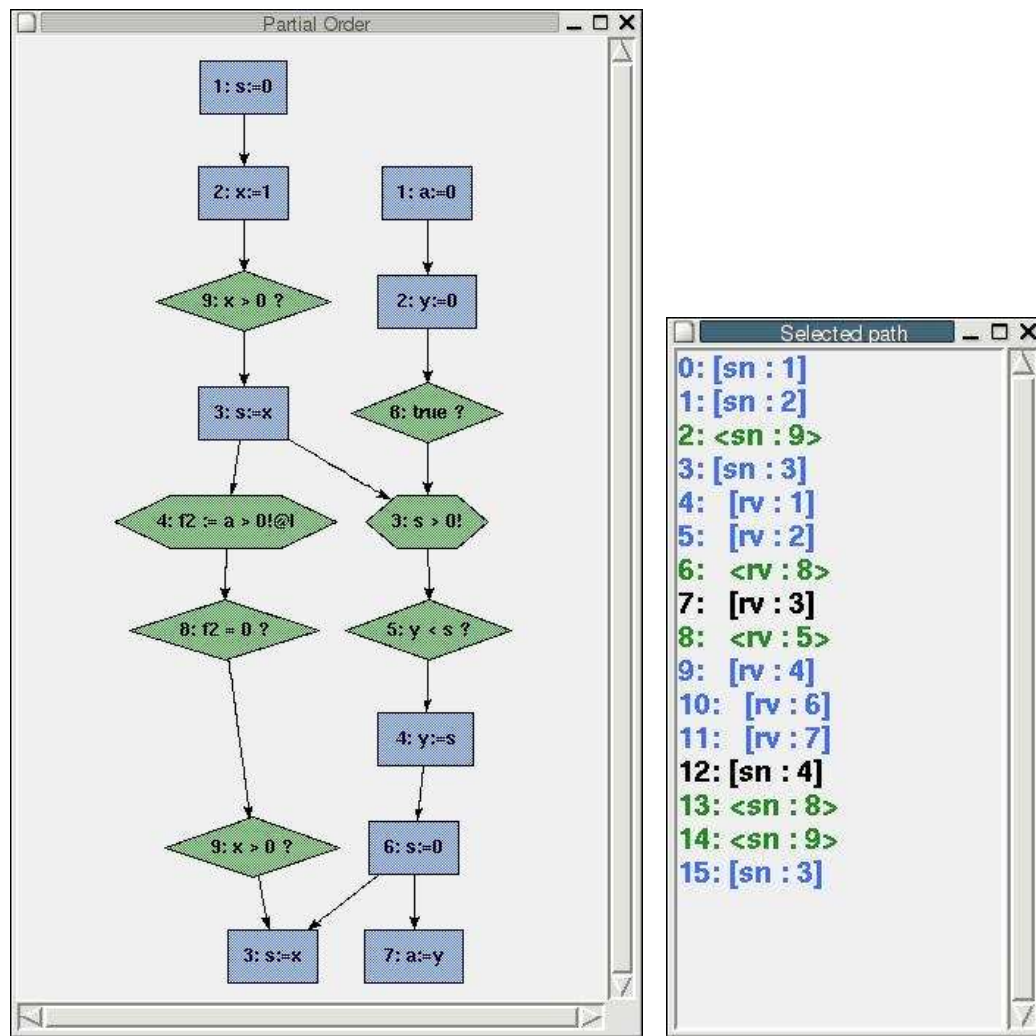 Partial Order
1: s:=0
2: x:=1
1: a:=0
9: x > 0 ?
2: y:=0
3: s:=x
8: true ?
4: f2 := a > 0!@!
3: s > 0!
8: f2 = 0 ?
5: y < s ?
4: y:=s
9: x > 0 ?
6: s:=0
3: s:=x
7: a:=y
Selected path
0: [sn : 1]
1: [sn : 2]
2: <sn : 9>
3: [sn : 3]
4: [rv : 1]
5: [rv : 2]
6: <rv : 8>
7: [rv : 3]
8: <rv : 5>
9: [rv : 4]
10: [rv : 6]
11: [rv : 7]
12: [sn : 4]
13: <sn : 8>
14: <sn : 9>
15: [sn : 3]